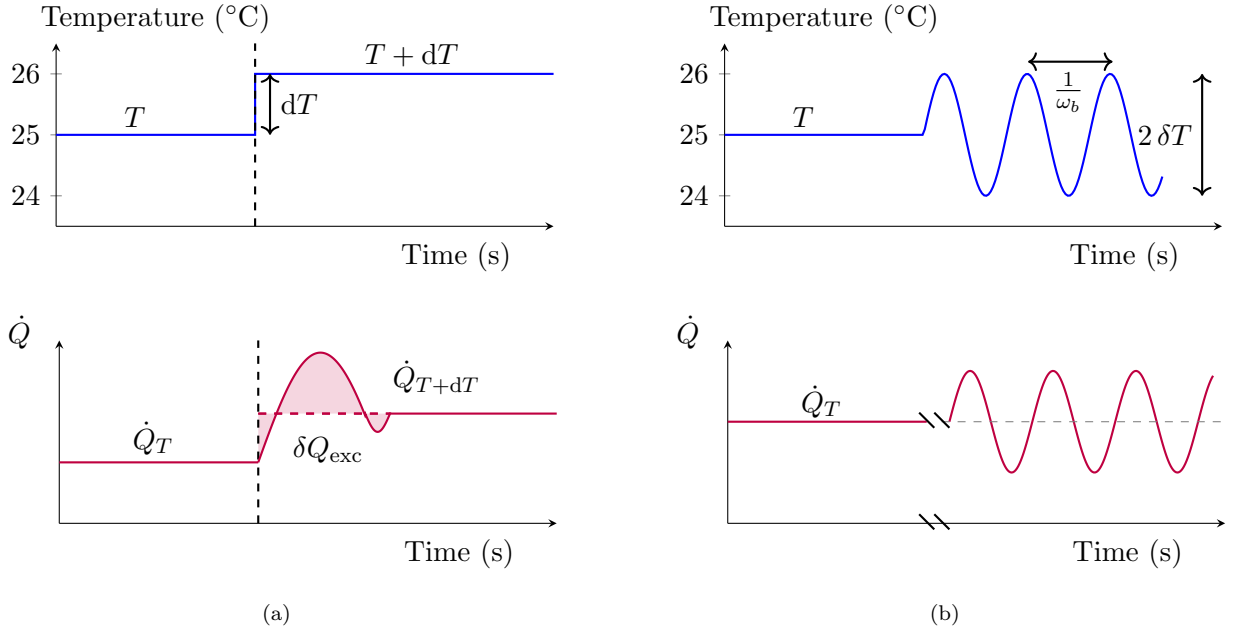 Temperature (°C)
26
25
24
T
T + dT
dT
Time (s)
Q̇
Q̇_T
Q̇_{T+dT}
δQ_exc
Time (s)
(a)
Temperature (°C)
26
25
24
T
1/ω_b
2 δT
Time (s)
Q̇
Q̇_T
Time (s)
(b)